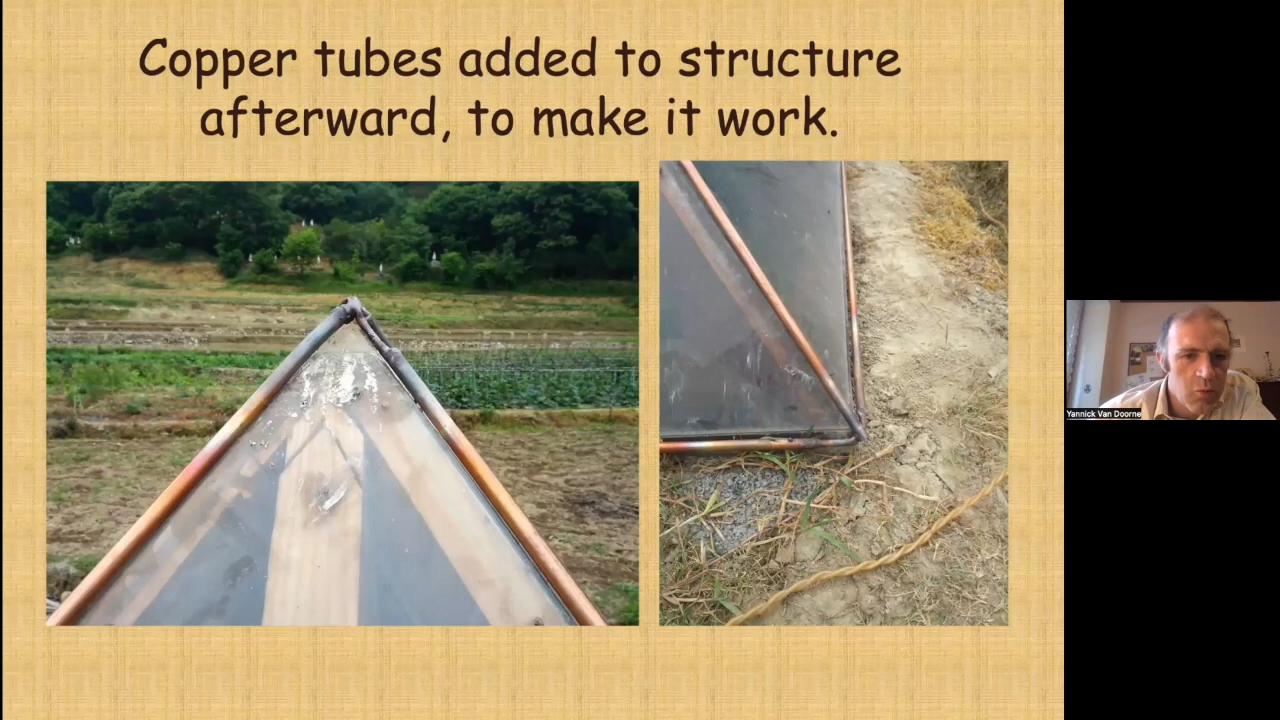 Copper tubes added to structure
afterward, to make it work.
Yannick Van Doorne